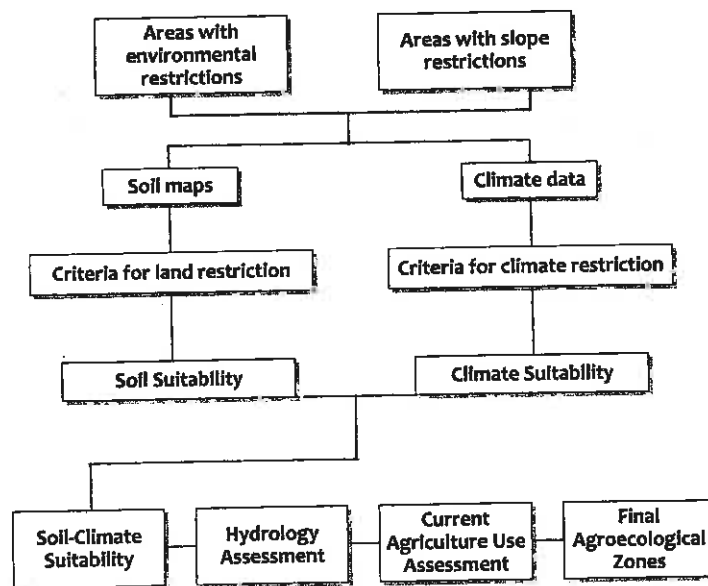 Areas with
environmental
restrictions
Areas with slope
restrictions
Soil maps
Climate data
Criteria for land restriction
Criteria for climate restriction
Soil Suitability
Climate Suitability
Soil-Climate
Suitability
Hydrology
Assessment
Current
Agriculture Use
Assessment
Final
Agroecological
Zones